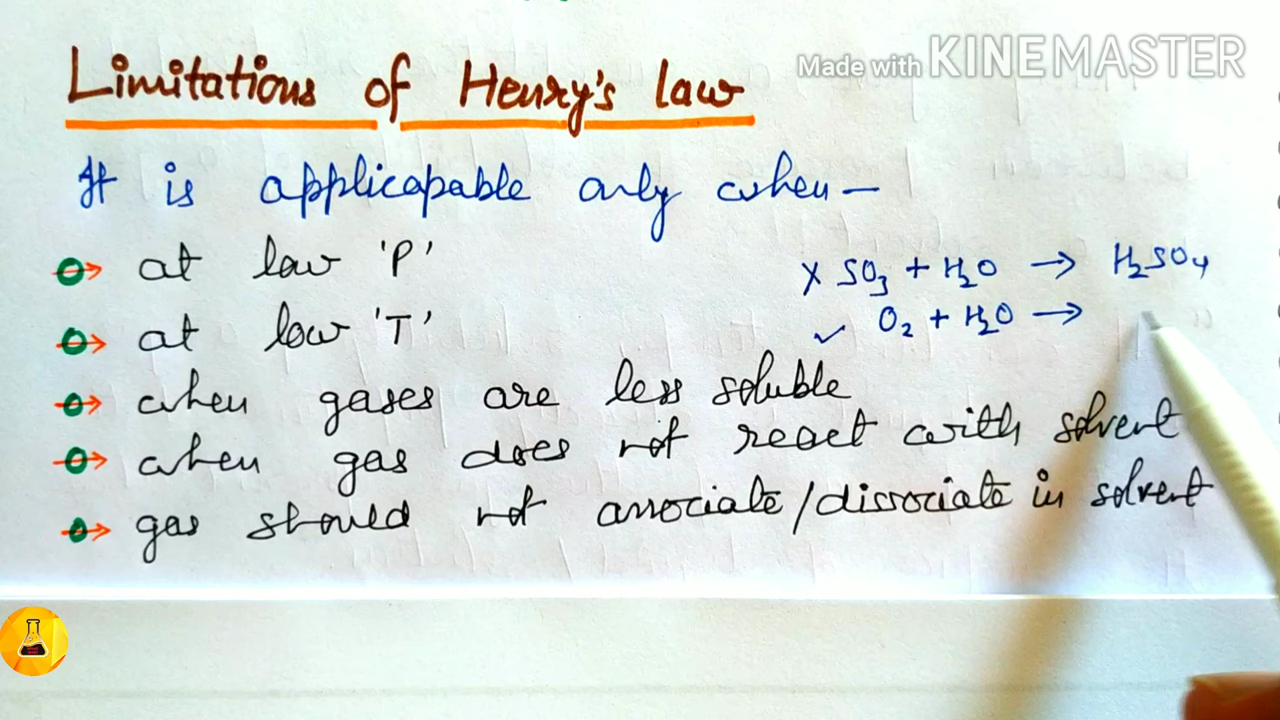 Made with KINEMASTER
Limitations of Henry's law
It is applicapable only when—
at low 'P'
X SO₃ + H₂O → H₂SO₄
at low 'T'
✓ O₂ + H₂O →
when gases are less soluble
when gas does not react with solvent
gas should not associate/dissociate in solvent